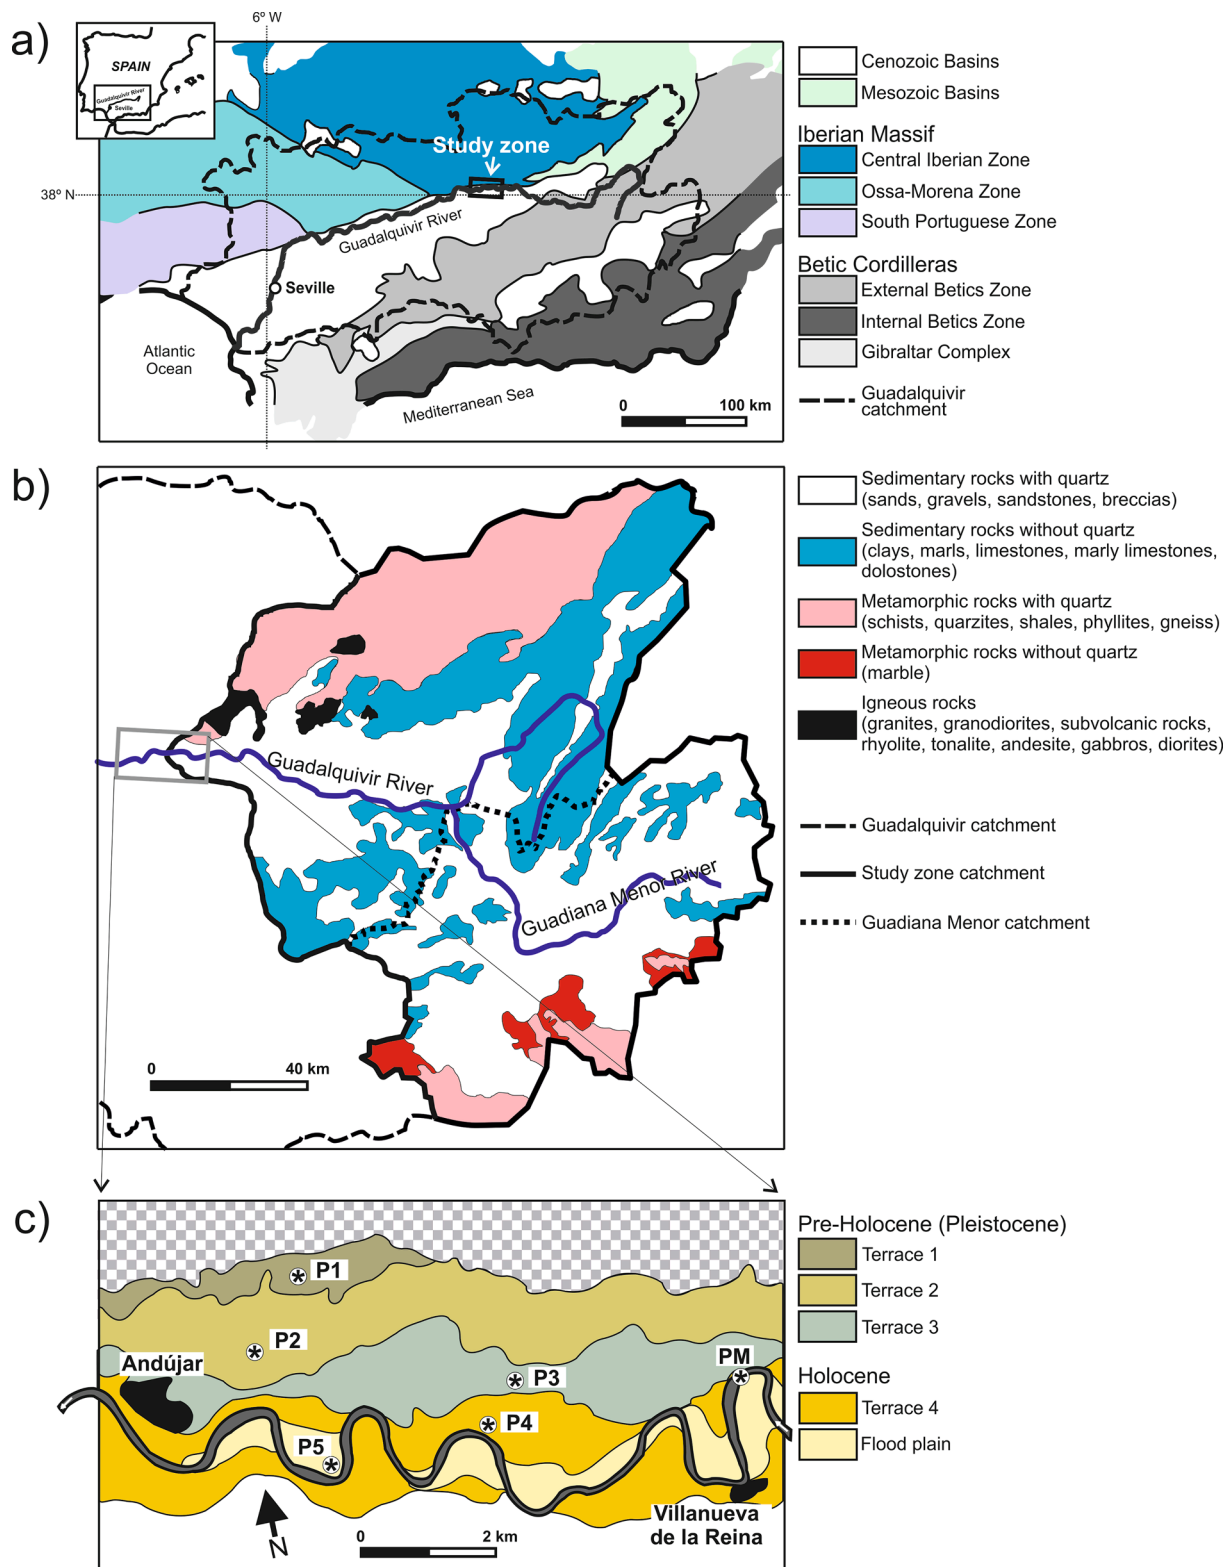 a)
6º W
SPAIN
Guadalquivir River
Seville
Study zone
38º N
Guadalquivir River
Seville
Atlantic
Ocean
Mediterranean Sea
0 100 km
Cenozoic Basins
Mesozoic Basins
Iberian Massif
Central Iberian Zone
Ossa-Morena Zone
South Portuguese Zone
Betic Cordilleras
External Betics Zone
Internal Betics Zone
Gibraltar Complex
Guadalquivir
catchment
b)
Guadalquivir River
Guadiana Menor River
0 40 km
Sedimentary rocks with quartz
(sands, gravels, sandstones, breccias)
Sedimentary rocks without quartz
(clays, marls, limestones, marly limestones,
dolostones)
Metamorphic rocks with quartz
(schists, quarzites, shales, phyllites, gneiss)
Metamorphic rocks without quartz
(marble)
Igneous rocks
(granites, granodiorites, subvolcanic rocks,
rhyolite, tonalite, andesite, gabbros, diorites)
Guadalquivir catchment
Study zone catchment
Guadiana Menor catchment
c)
P1
P2
Andújar
P3
PM
P4
P5
Villanueva
de la Reina
N
0 2 km
Pre-Holocene (Pleistocene)
Terrace 1
Terrace 2
Terrace 3
Holocene
Terrace 4
Flood plain